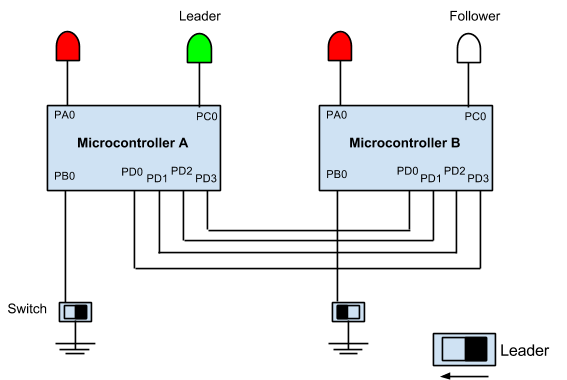 Leader
Follower
PA0
PC0
PA0
PC0
Microcontroller A
Microcontroller B
PB0
PD0
PD1
PD2
PD3
PB0
PD0
PD1
PD2
PD3
Switch
Leader